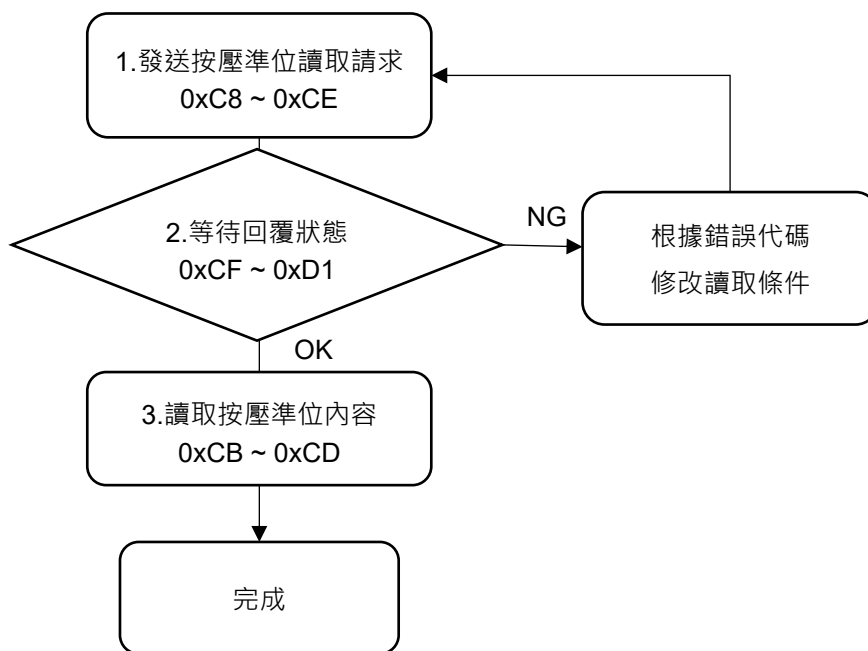 1.發送按壓準位讀取請求
0xC8 ~ 0xCE
2.等待回覆狀態
0xCF ~ 0xD1
NG
根據錯誤代碼
修改讀取條件
OK
3.讀取按壓準位內容
0xCB ~ 0xCD
完成